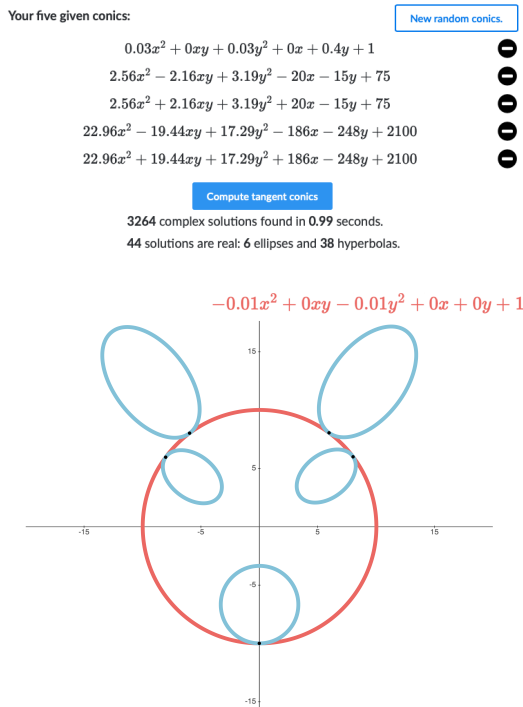 Your five given conics:
New random conics.
0.03x² + 0xy + 0.03y² + 0x + 0.4y + 1
2.56x² − 2.16xy + 3.19y² − 20x − 15y + 75
2.56x² + 2.16xy + 3.19y² + 20x − 15y + 75
22.96x² − 19.44xy + 17.29y² − 186x − 248y + 2100
22.96x² + 19.44xy + 17.29y² + 186x − 248y + 2100
Compute tangent conics
3264 complex solutions found in 0.99 seconds.
44 solutions are real: 6 ellipses and 38 hyperbolas.
−0.01x² + 0xy − 0.01y² + 0x + 0y + 1
15
5
-15 -5 5 15
-5
-15